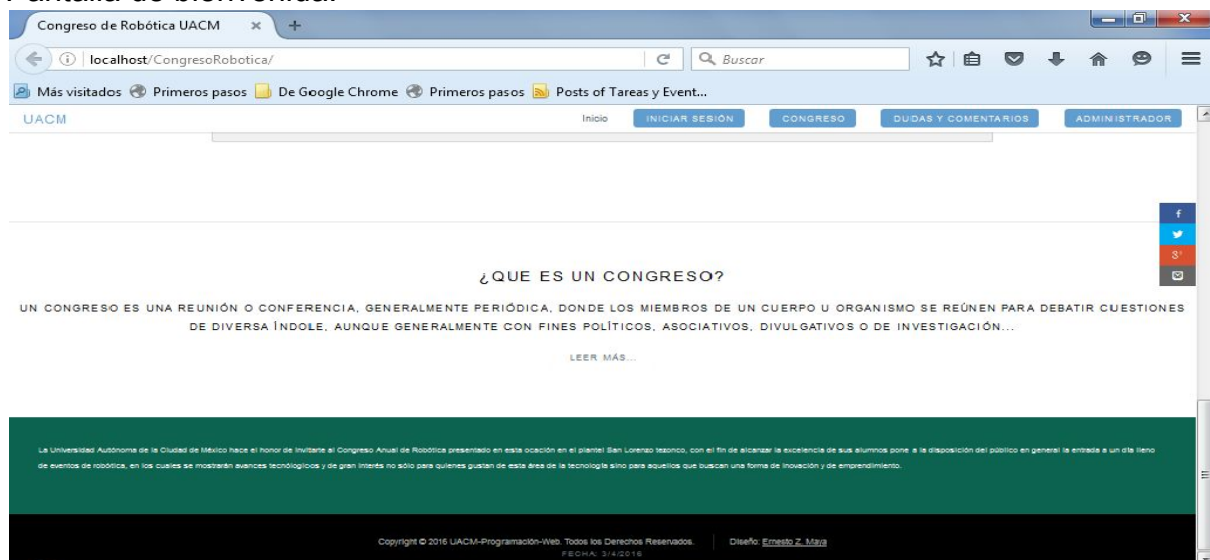 Pantalla de bienvenida.
Congreso de Robótica UACM × +
localhost/CongresoRobotica/
Buscar
Más visitados Primeros pasos De Google Chrome Primeros pasos Posts of Tareas y Event...
UACM Inicio INICIAR SESIÓN CONGRESO DUDAS Y COMENTARIOS ADMINISTRADOR
¿QUE ES UN CONGRESO?
UN CONGRESO ES UNA REUNIÓN O CONFERENCIA, GENERALMENTE PERIÓDICA, DONDE LOS MIEMBROS DE UN CUERPO U ORGANISMO SE REÚNEN PARA DEBATIR CUESTIONES
DE DIVERSA ÍNDOLE, AUNQUE GENERALMENTE CON FINES POLÍTICOS, ASOCIATIVOS, DIVULGATIVOS O DE INVESTIGACIÓN...
LEER MÁS...
La Universidad Autónoma de la Ciudad de México hace el honor de invitarte al Congreso Anual de Robótica presentado en esta ocación en el plantel San Lorenzo tezonco, con el fin de alcanzar la excelencia de sus alumnos pone a la disposición del público en general la entrada a un día lleno
de eventos de robótica, en los cuales se mostrarán avances tecnólogicos y de gran interés no sólo para quienes gustan de esta área de la tecnología sino para aquellos que buscan una forma de inovación y de emprendimiento.
Copyright © 2016 UACM-Programación-Web. Todos los Derechos Reservados. Diseño: Ernesto Z. Maya
FECHA: 3/4/2016